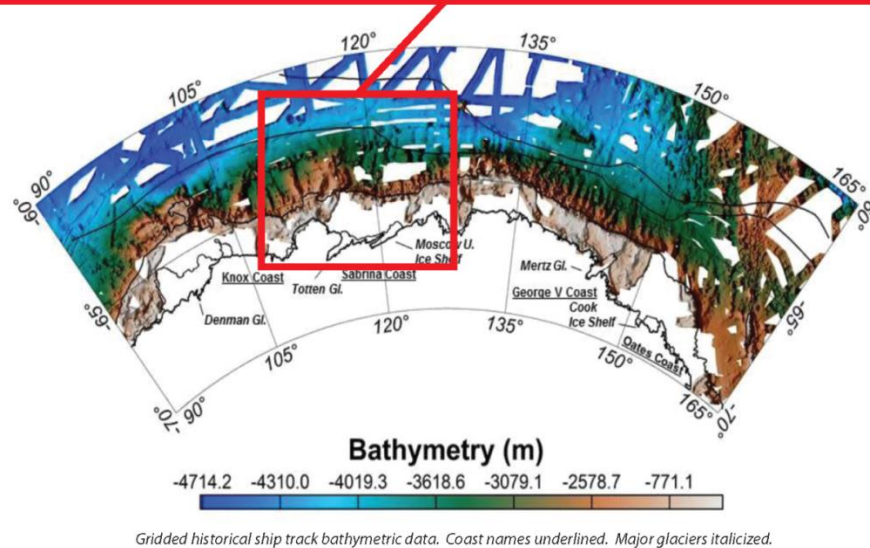 120°
135°
105°
150°
90°
165°
-60°
-60°
Moscow U.
Ice Shelf
Mertz Gl.
Knox Coast
Sabrina Coast
Totten Gl.
George V Coast
Cook
Ice Shelf
Denman Gl.
-65°
-65°
120°
135°
Oates Coast
105°
150°
-70°
90°
165°
-70°
Bathymetry (m)
-4714.2 -4310.0 -4019.3 -3618.6 -3079.1 -2578.7 -771.1
Gridded historical ship track bathymetric data. Coast names underlined. Major glaciers italicized.